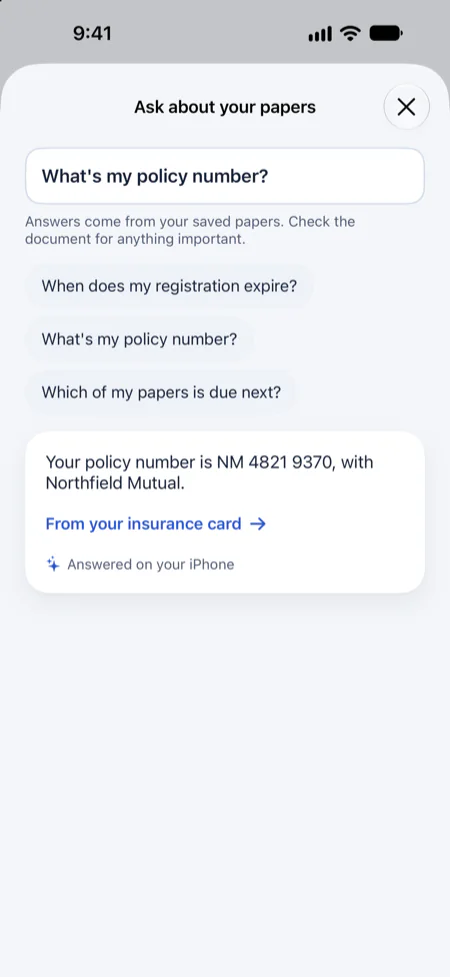 9:41
Ask about your papers
What's my policy number?
Answers come from your saved papers. Check the
document for anything important.
When does my registration expire?
What's my policy number?
Which of my papers is due next?
Your policy number is NM 4821 9370, with
Northfield Mutual.
From your insurance card →
Answered on your iPhone